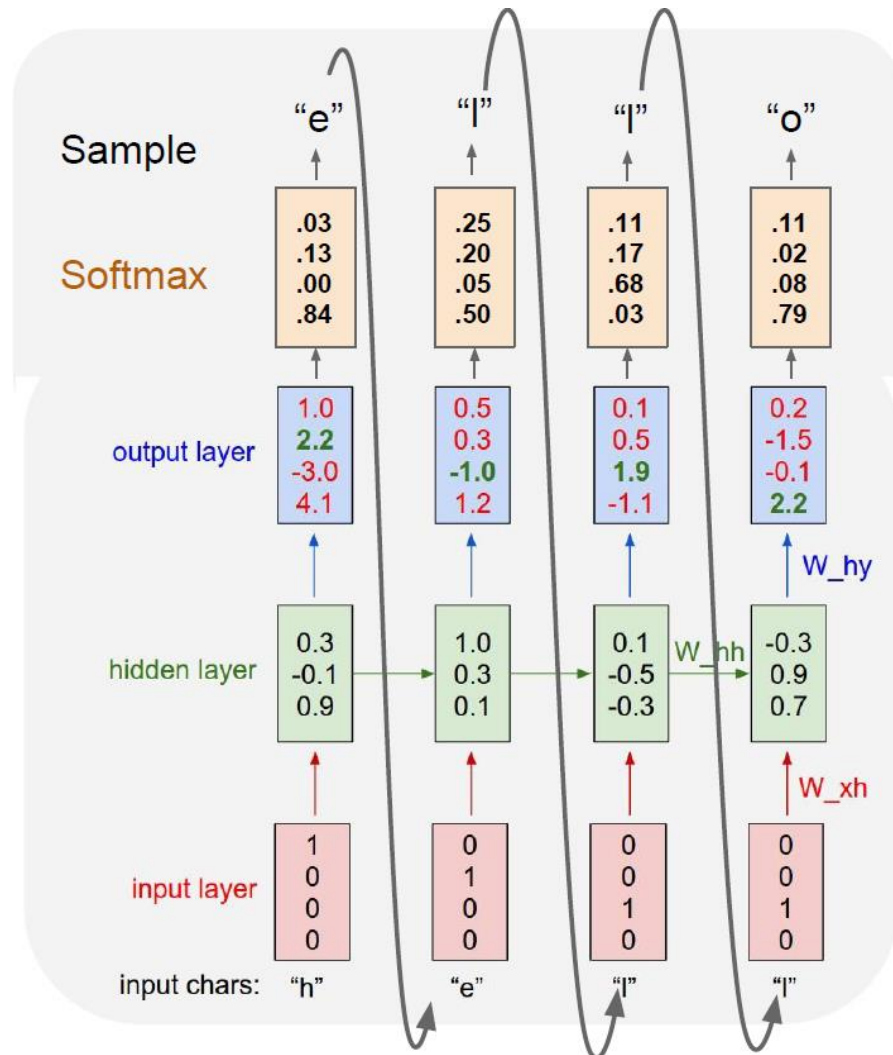 “e” “l” “l” “o”
Sample
.03 .25 .11 .11
.13 .20 .17 .02
Softmax
.00 .05 .68 .08
.84 .50 .03 .79
1.0 0.5 0.1 0.2
2.2 0.3 0.5 -1.5
output layer
-3.0 -1.0 1.9 -0.1
4.1 1.2 -1.1 2.2
W_hy
0.3 1.0 0.1 -0.3
W_hh
hidden layer
-0.1 0.3 -0.5 0.9
0.9 0.1 -0.3 0.7
W_xh
1 0 0 0
0 1 0 0
input layer
0 0 1 1
0 0 0 0
input chars: “h” “e” “l” “l”